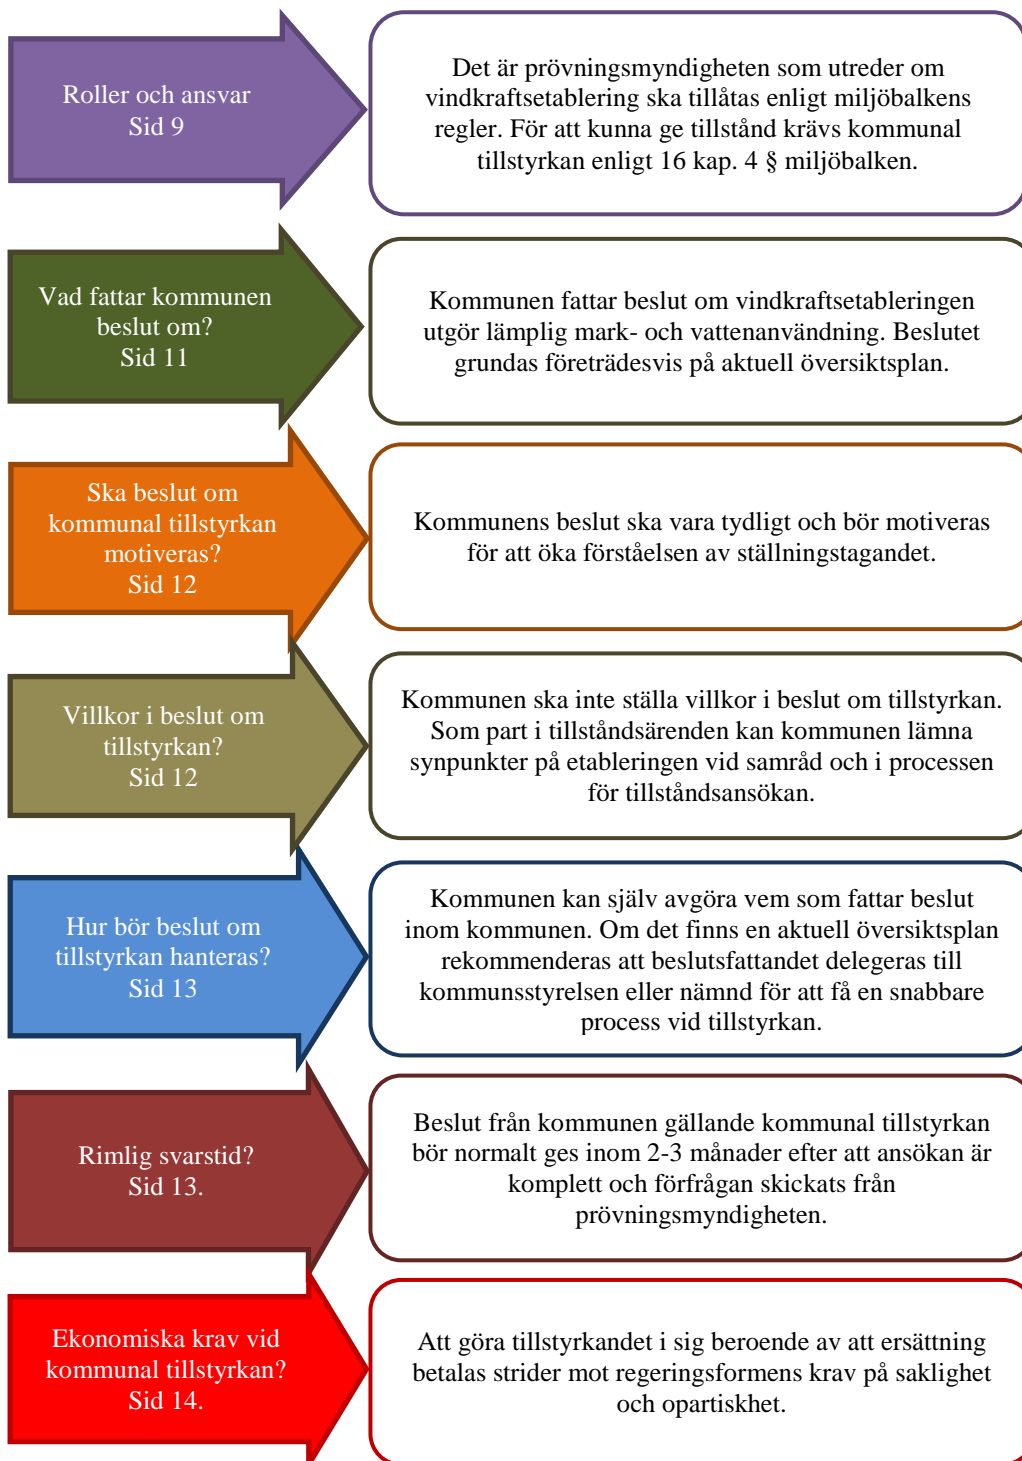 Roller och ansvar
Sid 9
Det är prövningsmyndigheten som utreder om
vindkraftsetablering ska tillåtas enligt miljöbalkens
regler. För att kunna ge tillstånd krävs kommunal
tillstyrkan enligt 16 kap. 4 § miljöbalken.
Vad fattar kommunen
beslut om?
Sid 11
Kommunen fattar beslut om vindkraftsetableringen
utgör lämplig mark- och vattenanvändning. Beslutet
grundas företrädesvis på aktuell översiktsplan.
Ska beslut om
kommunal tillstyrkan
motiveras?
Sid 12
Kommunens beslut ska vara tydligt och bör motiveras
för att öka förståelsen av ställningstagandet.
Villkor i beslut om
tillstyrkan?
Sid 12
Kommunen ska inte ställa villkor i beslut om tillstyrkan.
Som part i tillståndsärenden kan kommunen lämna
synpunkter på etableringen vid samråd och i processen
för tillståndsansökan.
Hur bör beslut om
tillstyrkan hanteras?
Sid 13
Kommunen kan själv avgöra vem som fattar beslut
inom kommunen. Om det finns en aktuell översiktsplan
rekommenderas att beslutsfattandet delegeras till
kommunsstyrelsen eller nämnd för att få en snabbare
process vid tillstyrkan.
Rimlig svarstid?
Sid 13.
Beslut från kommunen gällande kommunal tillstyrkan
bör normalt ges inom 2-3 månader efter att ansökan är
komplett och förfrågan skickats från
prövningsmyndigheten.
Ekonomiska krav vid
kommunal tillstyrkan?
Sid 14.
Att göra tillstyrkandet i sig beroende av att ersättning
betalas strider mot regeringsformens krav på saklighet
och opartiskhet.